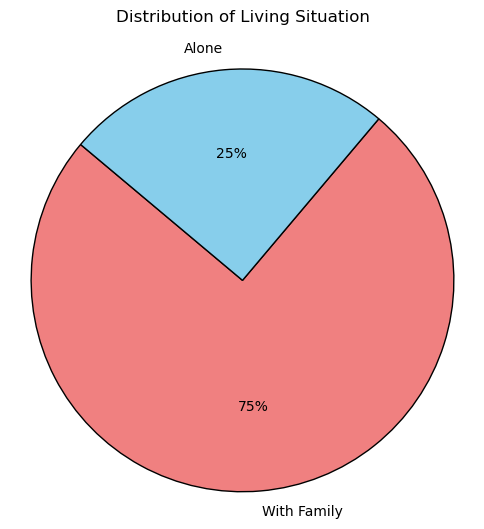 Distribution of Living Situation
Alone
25%
75%
With Family